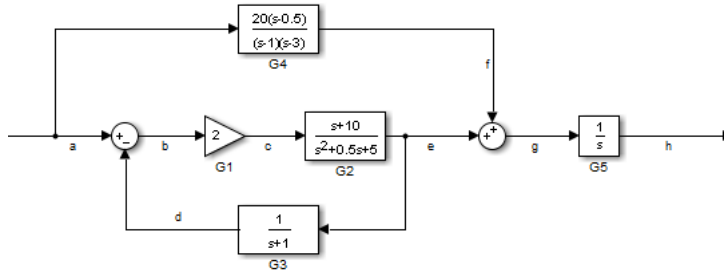 20(s-0.5)
(s-1)(s-3)
G4
f
a
+
−
b
2
G1
c
s+10
s²+0.5s+5
G2
e
+
+
g
1
s
G5
h
d
1
s+1
G3